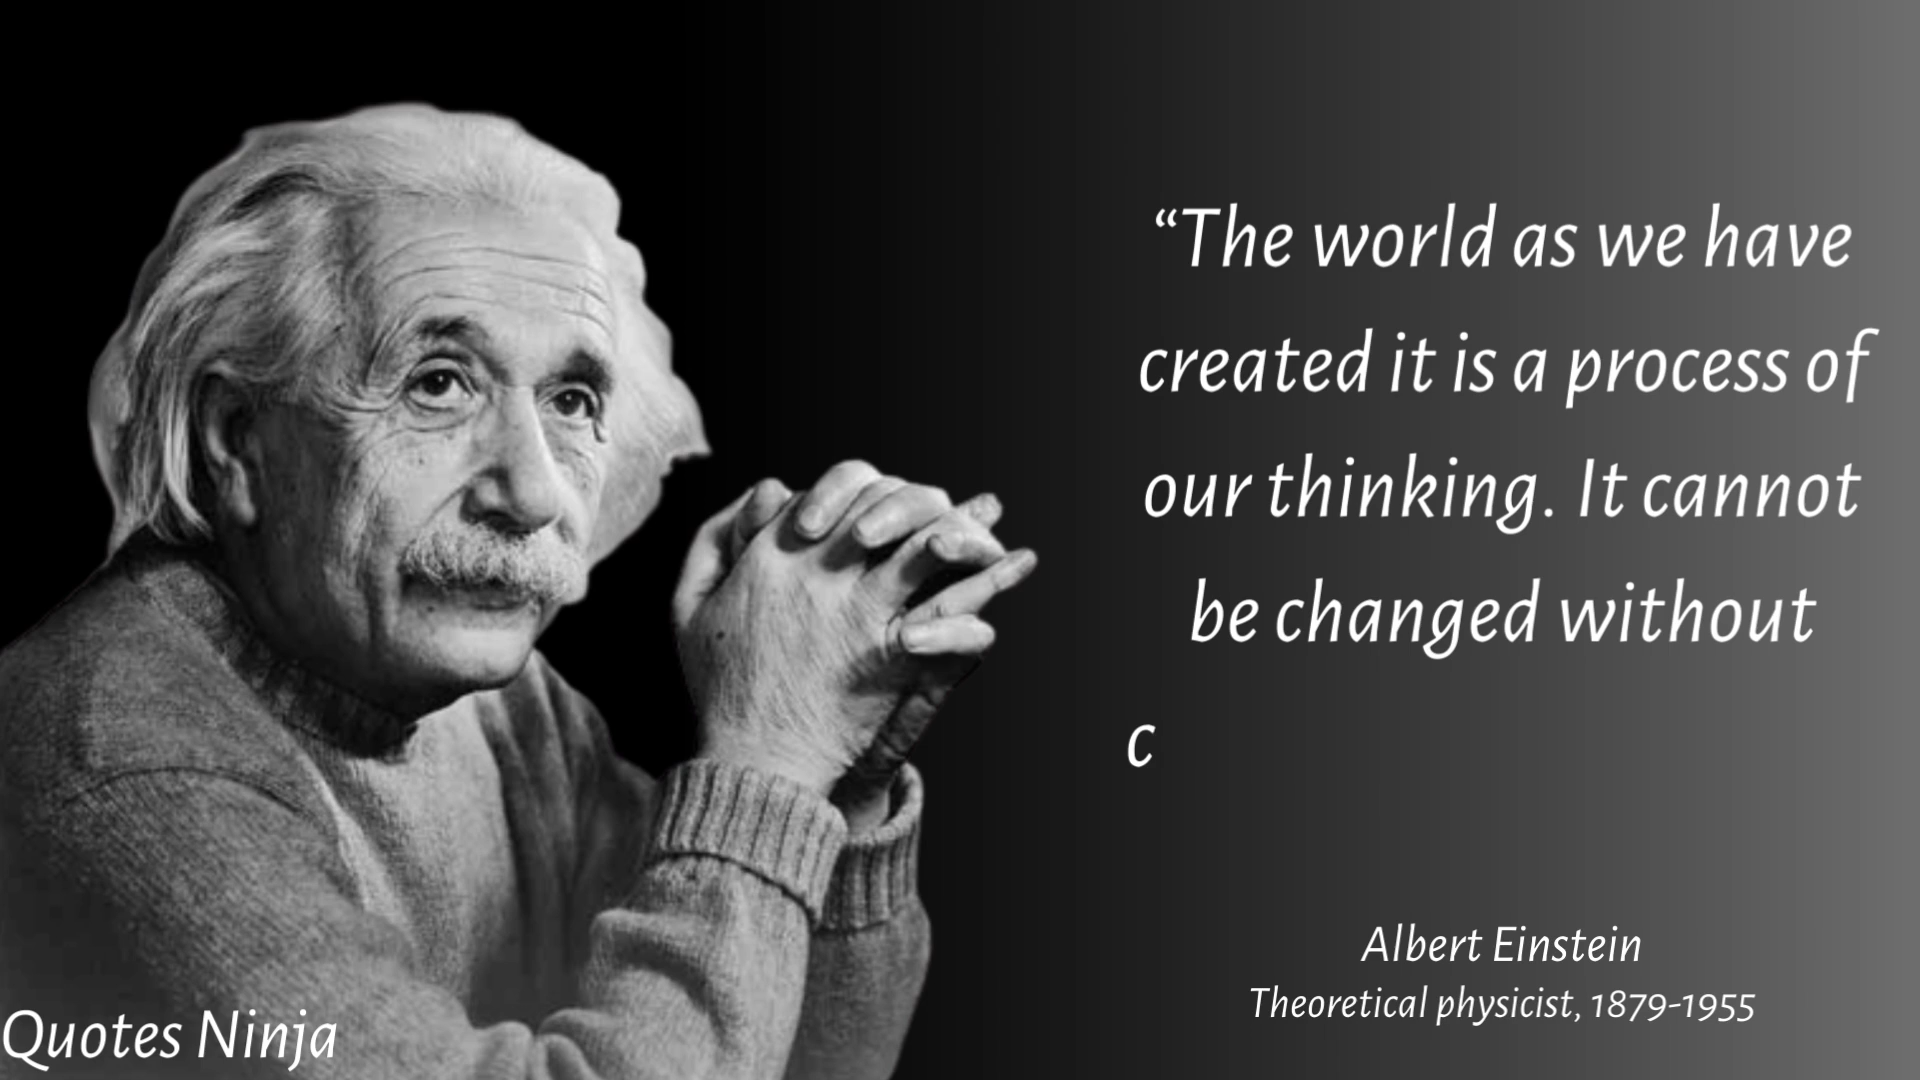 “The world as we have
created it is a process of
our thinking. It cannot
be changed without
c
Albert Einstein
Theoretical physicist, 1879-1955
Quotes Ninja